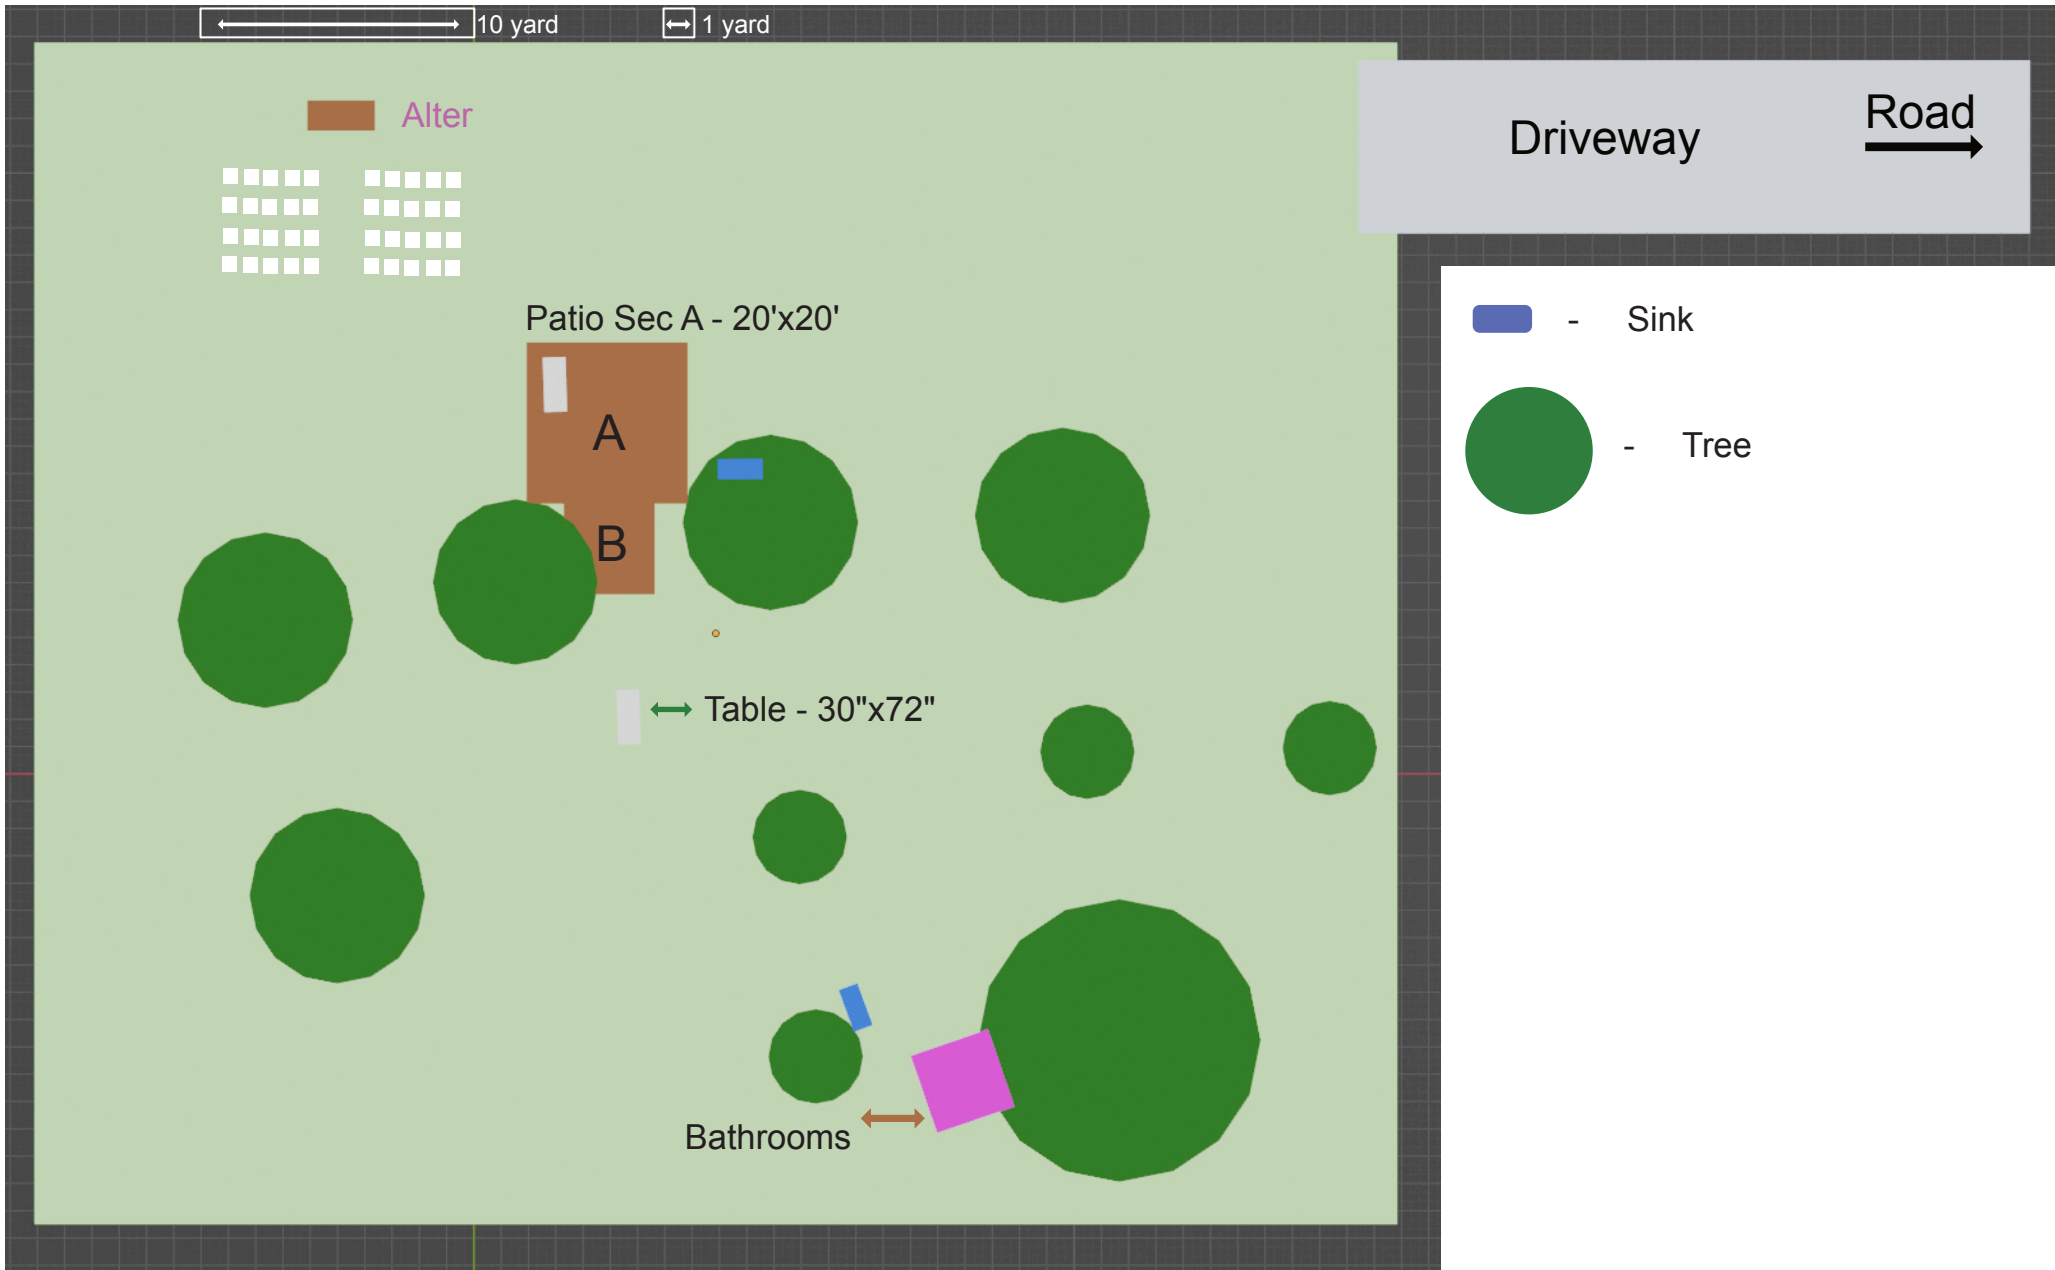 10 yard
1 yard
Alter
Driveway
Road
Patio Sec A - 20'x20'
A
B
Table - 30"x72"
Bathrooms
- Sink
- Tree